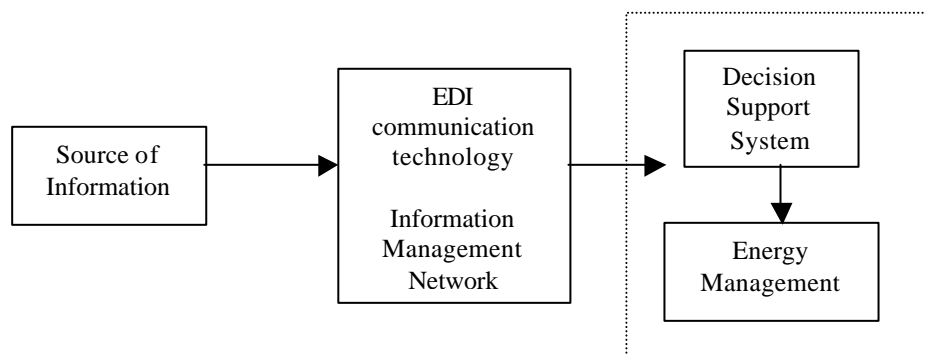 Source of
Information
EDI
communication
technology
Information
Management
Network
Decision
Support
System
Energy
Management